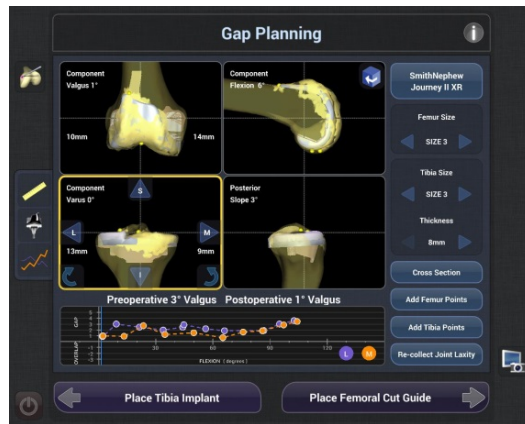 Gap Planning
i
Component
Valgus 1°
10mm
14mm
Component
Flexion 6°
SmithNephew
Journey II XR
Femur Size
SIZE 3
Tibia Size
SIZE 3
Thickness
8mm
Component
Varus 0°
S
L
M
13mm
9mm
I
Posterior
Slope 3°
Cross Section
Add Femur Points
Add Tibia Points
Re-collect Joint Laxity
Preoperative 3° Valgus Postoperative 1° Valgus
GAP
OVERLAP
30
60
90
120
FLEXION (degrees)
L
M
Place Tibia Implant
Place Femoral Cut Guide